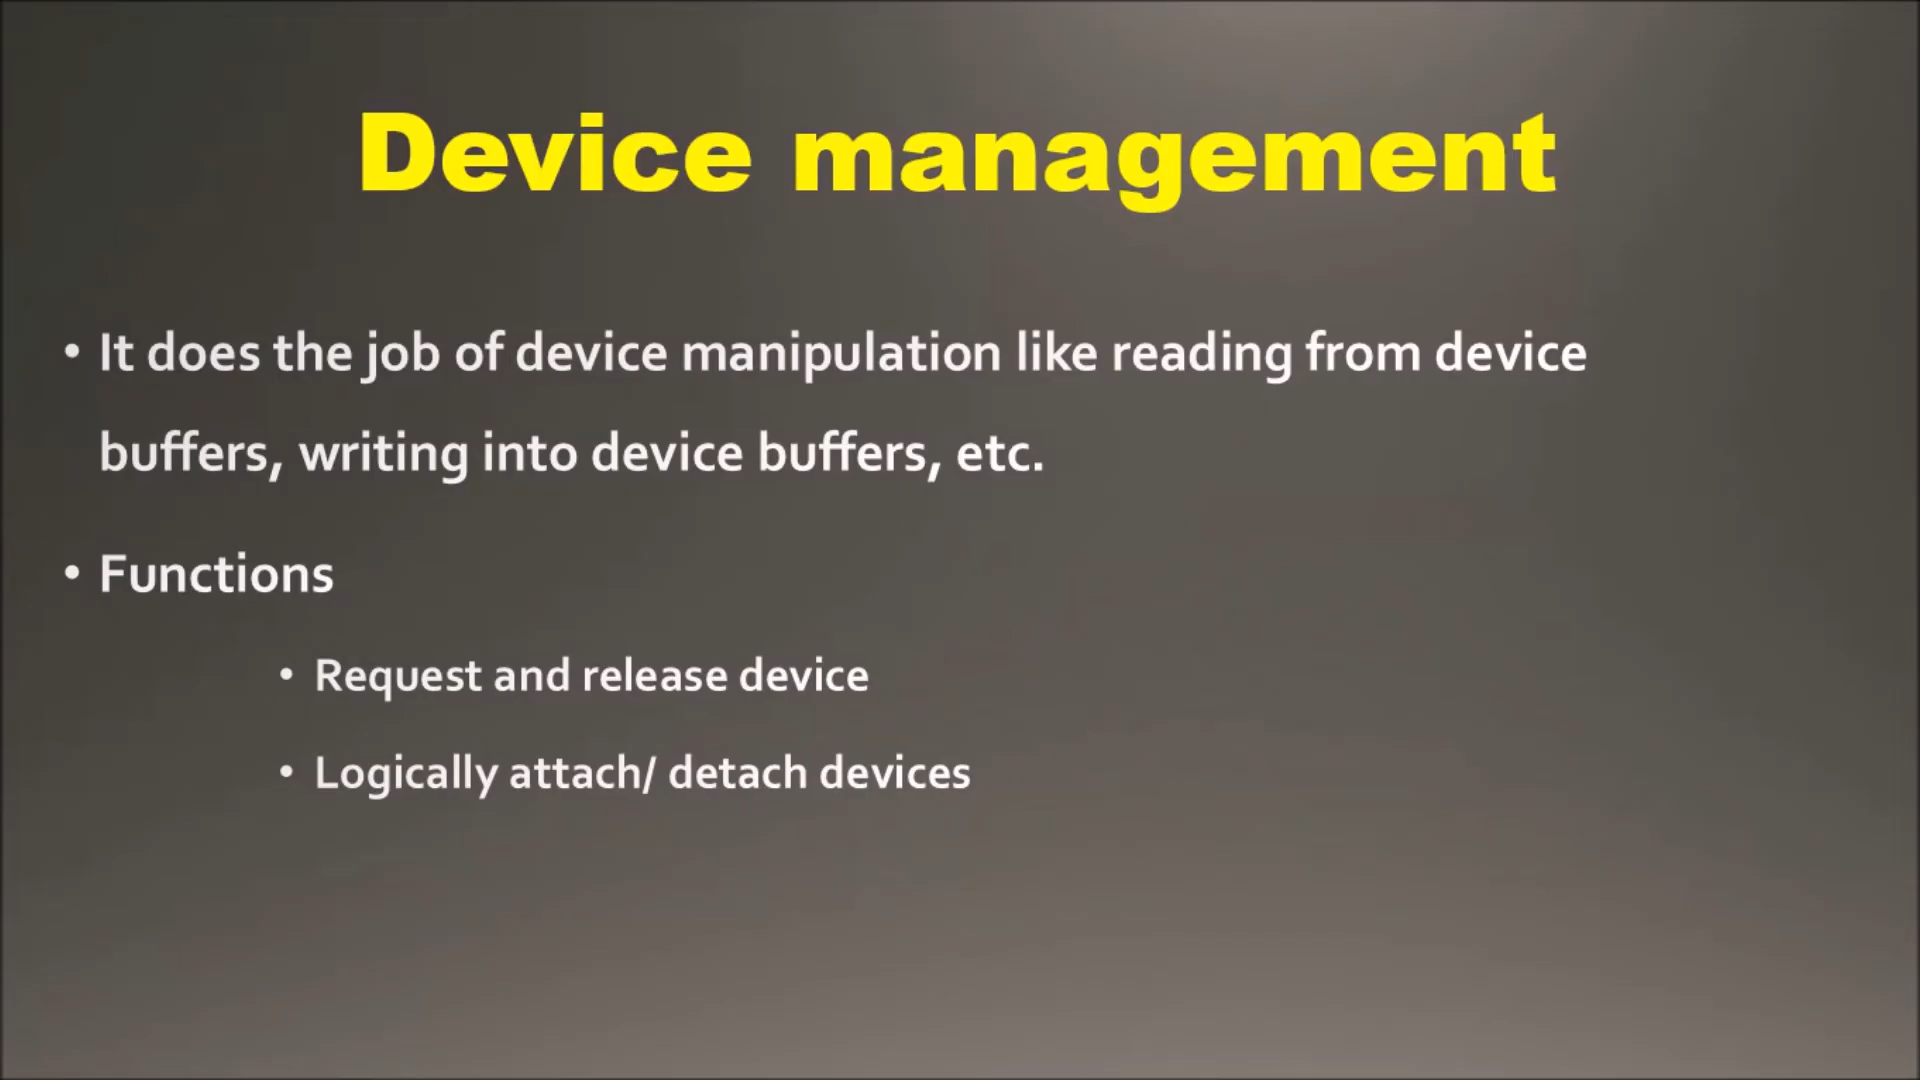 Device management
• It does the job of device manipulation like reading from device
buffers, writing into device buffers, etc.
• Functions
• Request and release device
• Logically attach/ detach devices